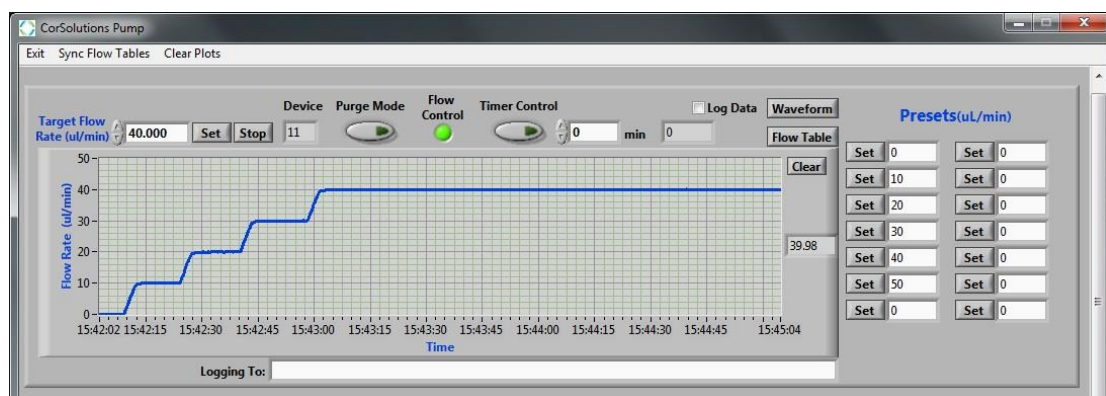 CorSolutions Pump
Exit Sync Flow Tables Clear Plots
Target Flow
Rate (ul/min)
40.000
Set
Stop
Device
11
Purge Mode
Flow
Control
Timer Control
0
min
0
Log Data
Waveform
Flow Table
Clear
39.98
Flow Rate (ul/min)
50
40
30
20
10
0
15:42:02 15:42:15 15:42:30 15:42:45 15:43:00 15:43:15 15:43:30 15:43:45 15:44:00 15:44:15 15:44:30 15:44:45 15:45:04
Time
Logging To:
Presets(uL/min)
Set 0 Set 0
Set 10 Set 0
Set 20 Set 0
Set 30 Set 0
Set 40 Set 0
Set 50 Set 0
Set 0 Set 0